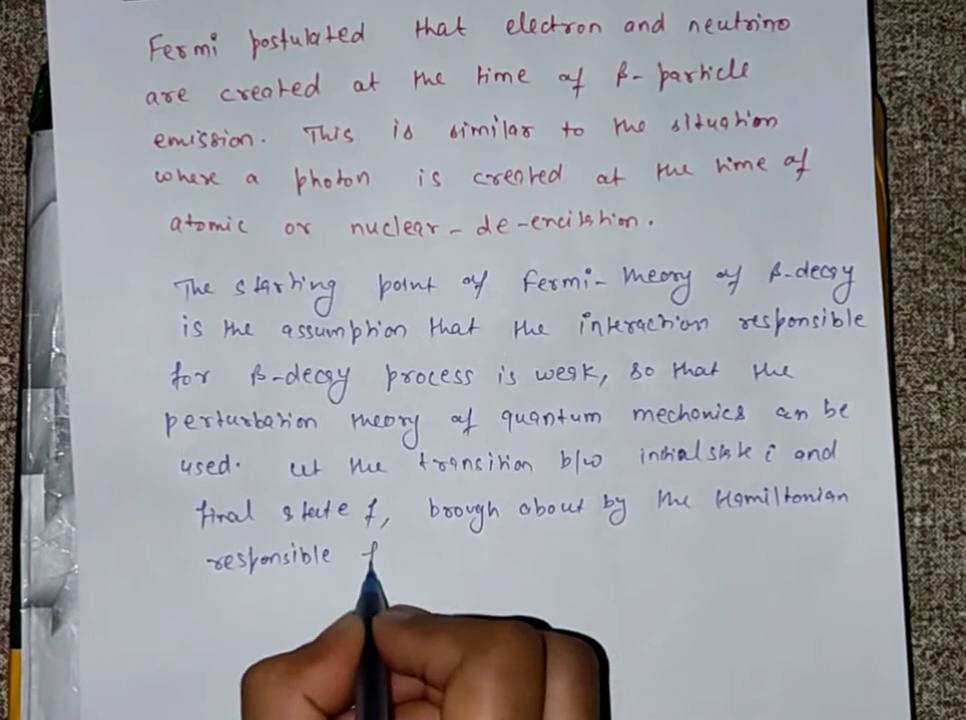 Fermi postulated that electron and neutrino
are created at the time of β-particle
emission. This is similar to the situation
where a photon is created at the time of
atomic or nuclear-de-encitation.
The starting point of Fermi-theory of β-decay
is the assumption that the interaction responsible
for β-decay process is weak, so that the
perturbation theory of quantum mechanics can be
used. Let the transition b/w initial state i and
final state f, brough about by the Hamiltonian
responsible f